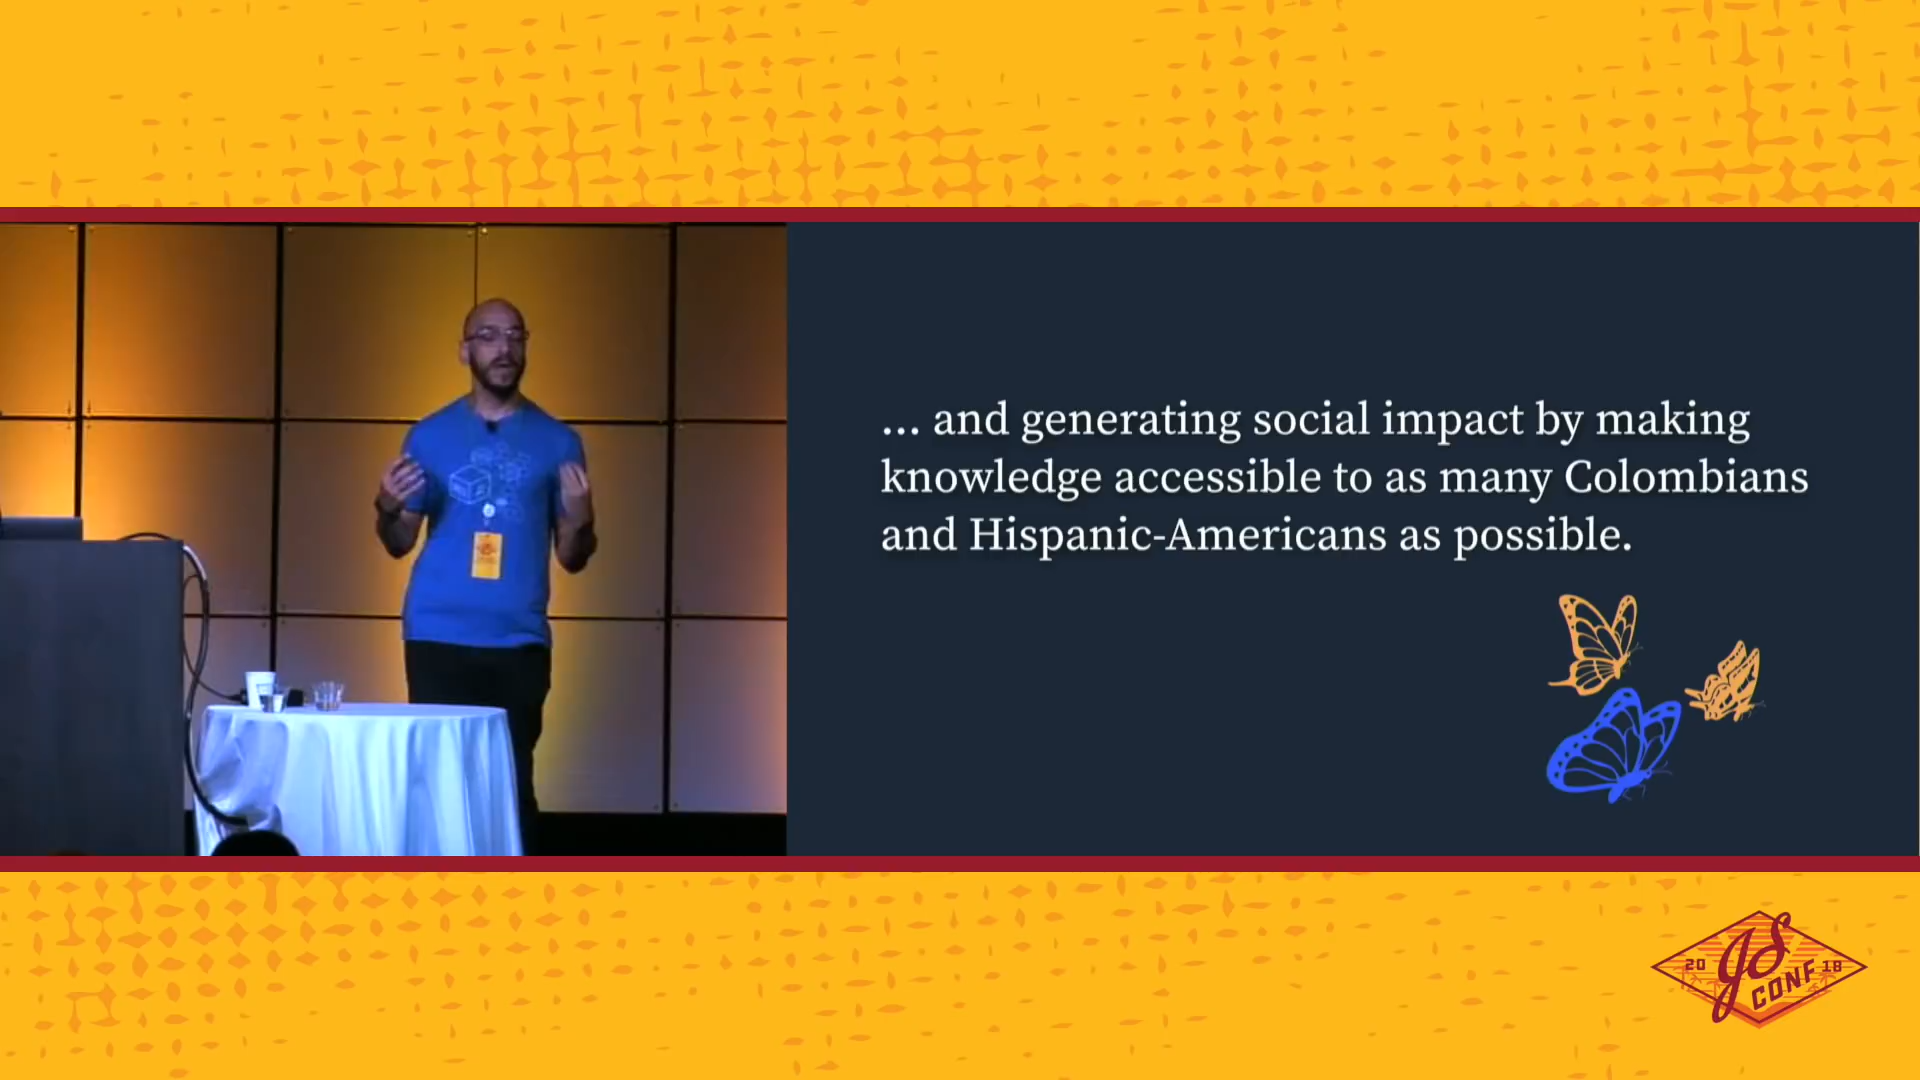 ... and generating social impact by making
knowledge accessible to as many Colombians
and Hispanic-Americans as possible.
20 JS 18
CONF